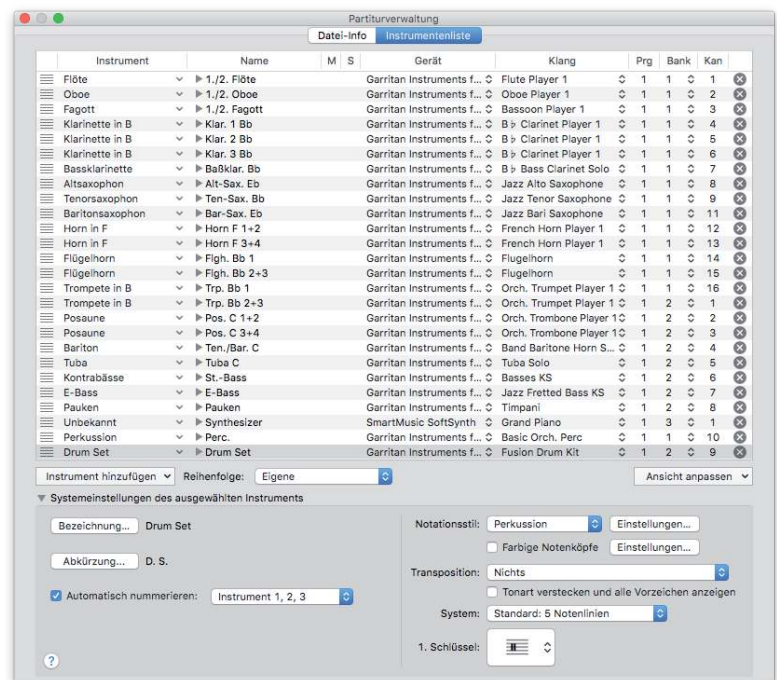 Partiturverwaltung
Datei-Info Instrumentenliste
Instrument Name M S Gerät Klang Prg Bank Kan
Flöte 1./2. Flöte Garritan Instruments f... Flute Player 1 1 1 1
Oboe 1./2. Oboe Garritan Instruments f... Oboe Player 1 1 1 2
Fagott 1./2. Fagott Garritan Instruments f... Bassoon Player 1 1 1 3
Klarinette in B Klar. 1 Bb Garritan Instruments f... B♭ Clarinet Player 1 1 1 4
Klarinette in B Klar. 2 Bb Garritan Instruments f... B♭ Clarinet Player 1 1 1 5
Klarinette in B Klar. 3 Bb Garritan Instruments f... B♭ Clarinet Player 1 1 1 6
Bassklarinette Baßklar. Bb Garritan Instruments f... B♭ Bass Clarinet Solo 1 1 7
Altsaxophon Alt-Sax. Eb Garritan Instruments f... Jazz Alto Saxophone 1 1 8
Tenorsaxophon Ten-Sax. Bb Garritan Instruments f... Jazz Tenor Saxophone 1 1 9
Baritonsaxophon Bar-Sax. Eb Garritan Instruments f... Jazz Bari Saxophone 1 1 11
Horn in F Horn F 1+2 Garritan Instruments f... French Horn Player 1 1 1 12
Horn in F Horn F 3+4 Garritan Instruments f... French Horn Player 1 1 1 13
Flügelhorn Flgh. Bb 1 Garritan Instruments f... Flugelhorn 1 1 14
Flügelhorn Flgh. Bb 2+3 Garritan Instruments f... Flugelhorn 1 1 15
Trompete in B Trp. Bb 1 Garritan Instruments f... Orch. Trumpet Player 1 1 1 16
Trompete in B Trp. Bb 2+3 Garritan Instruments f... Orch. Trumpet Player 1 1 2 1
Posaune Pos. C 1+2 Garritan Instruments f... Orch. Trombone Player 1 1 2 2
Posaune Pos. C 3+4 Garritan Instruments f... Orch. Trombone Player 1 1 2 3
Bariton Ten./Bar. C Garritan Instruments f... Band Baritone Horn S... 1 2 4
Tuba Tuba C Garritan Instruments f... Tuba Solo 1 2 5
Kontrabässe St.-Bass Garritan Instruments f... Basses KS 1 2 6
E-Bass E-Bass Garritan Instruments f... Jazz Fretted Bass KS 1 2 7
Pauken Pauken Garritan Instruments f... Timpani 1 2 8
Unbekannt Synthesizer SmartMusic SoftSynth Grand Piano 1 3 1
Perkussion Perc. Garritan Instruments f... Basic Orch. Perc 1 1 10
Drum Set Drum Set Garritan Instruments f... Fusion Drum Kit 1 2 9
Instrument hinzufügen Reihenfolge: Eigene Ansicht anpassen
Systemeinstellungen des ausgewählten Instruments
Bezeichnung... Drum Set Notationsstil: Perkussion Einstellungen...
Farbige Notenköpfe Einstellungen...
Abkürzung... D. S.
Transposition: Nichts
Automatisch nummerieren: Instrument 1, 2, 3 Tonart verstecken und alle Vorzeichen anzeigen
System: Standard: 5 Notenlinien
1. Schlüssel:
?